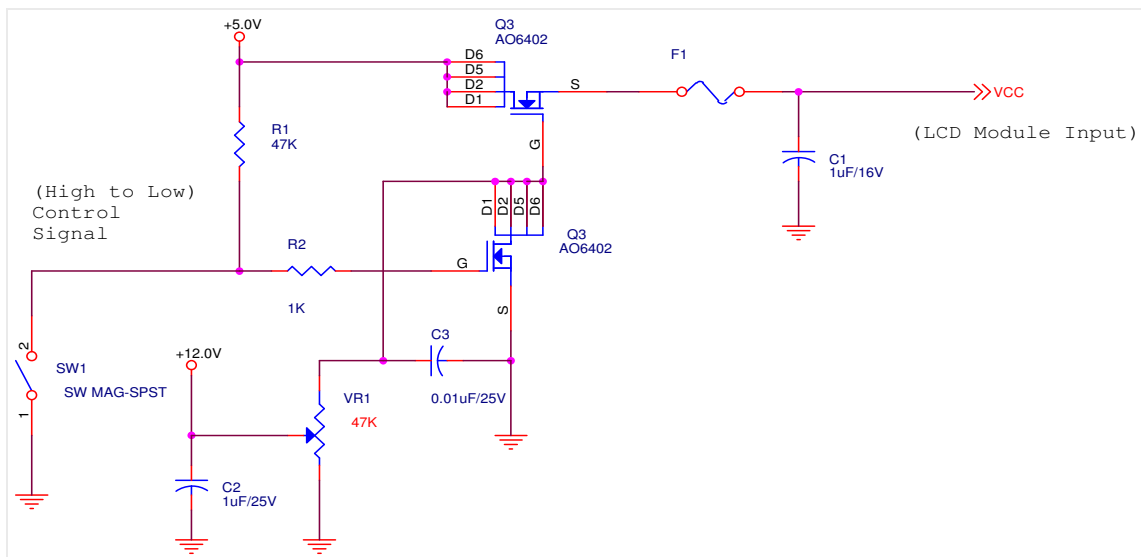 +5.0V
Q3
AO6402
D6
D5
D2
D1
S
G
F1
VCC
(LCD Module Input)
R1
47K
C1
1uF/16V
(High to Low)
Control
Signal
D1
D2
D5
D6
Q3
AO6402
R2
1K
G
S
2
SW1
SW MAG-SPST
1
+12.0V
C3
0.01uF/25V
VR1
47K
C2
1uF/25V